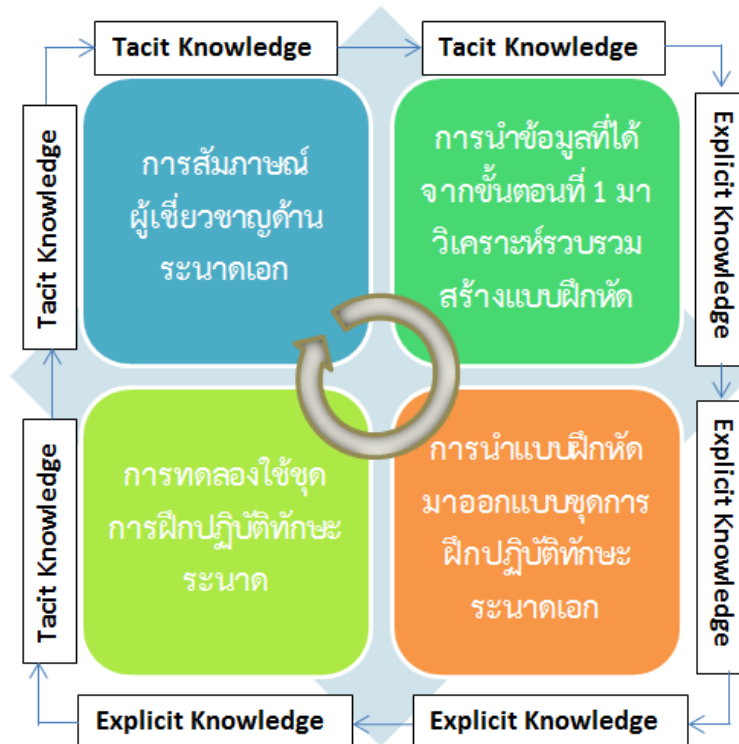 Tacit Knowledge
Tacit Knowledge
Tacit Knowledge
การสัมภาษณ์
ผู้เชี่ยวชาญด้าน
ระนาดเอก
การนำข้อมูลที่ได้
จากขั้นตอนที่ 1 มา
วิเคราะห์รวบรวม
สร้างแบบฝึกหัด
Explicit Knowledge
Tacit Knowledge
การทดลองใช้ชุด
การฝึกปฏิบัติทักษะ
ระนาด
การนำแบบฝึกหัด
มาออกแบบชุดการ
ฝึกปฏิบัติทักษะ
ระนาดเอก
Explicit Knowledge
Explicit Knowledge
Explicit Knowledge